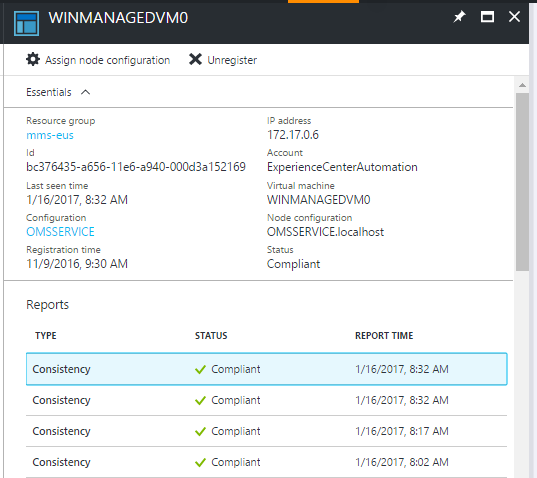 WINMANAGEDVM0
Assign node configuration Unregister
Essentials
Resource group IP address
mms-eus 172.17.0.6
Id Account
bc376435-a656-11e6-a940-000d3a152169 ExperienceCenterAutomation
Last seen time Virtual machine
1/16/2017, 8:32 AM WINMANAGEDVM0
Configuration Node configuration
OMSSERVICE OMSSERVICE.localhost
Registration time Status
11/9/2016, 9:30 AM Compliant
Reports
TYPE STATUS REPORT TIME
Consistency Compliant 1/16/2017, 8:32 AM
Consistency Compliant 1/16/2017, 8:32 AM
Consistency Compliant 1/16/2017, 8:17 AM
Consistency Compliant 1/16/2017, 8:02 AM